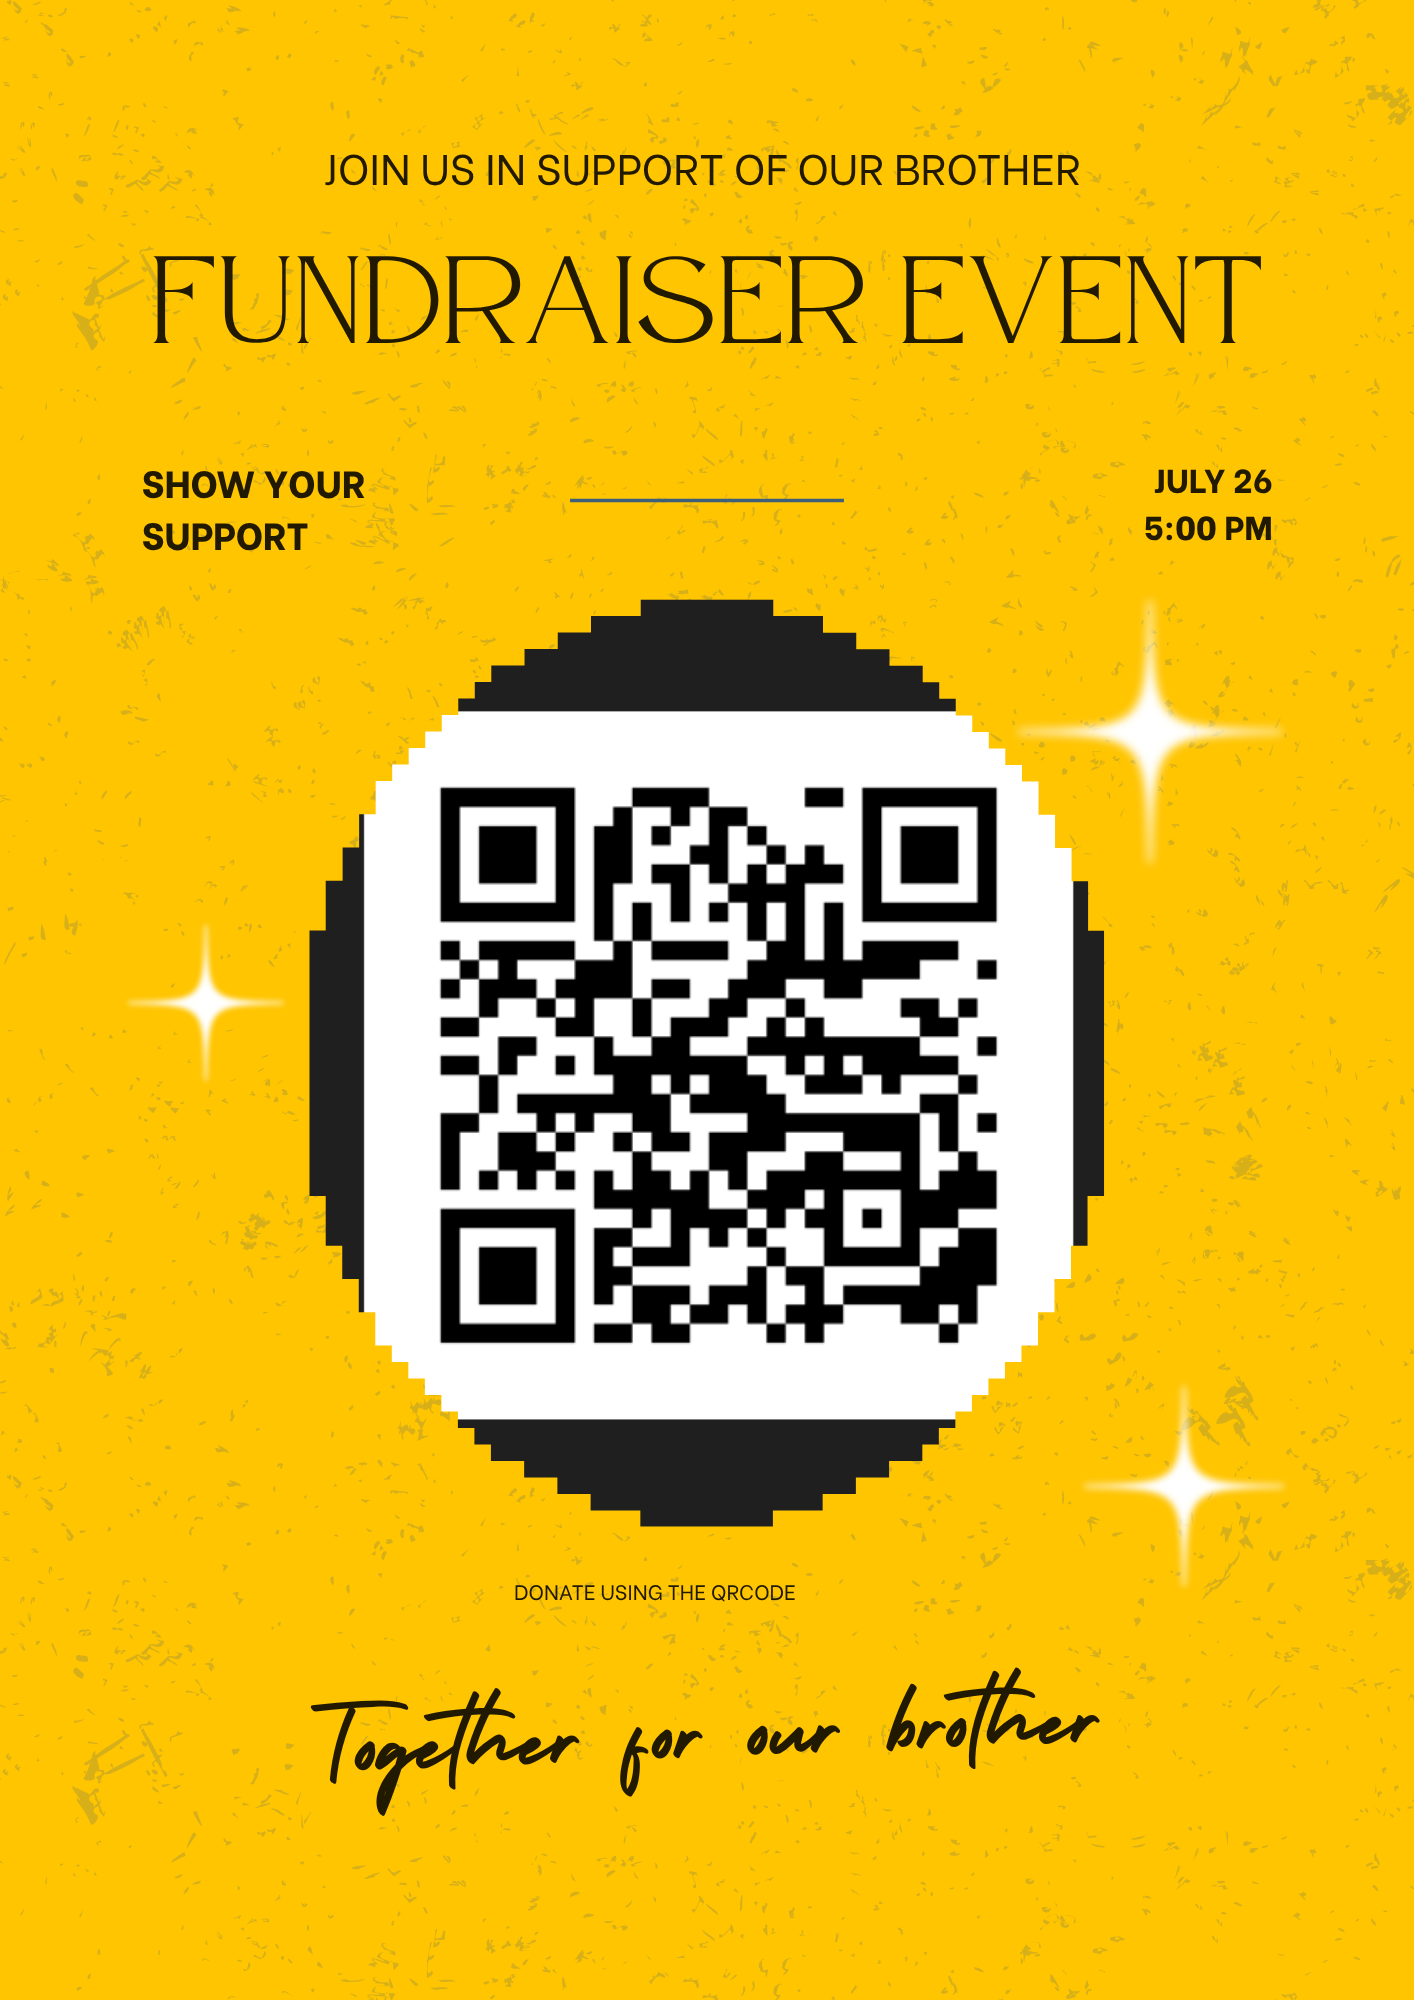 JOIN US IN SUPPORT OF OUR BROTHER
FUNDRAISER EVENT
SHOW YOUR
SUPPORT
JULY 26
5:00 PM
DONATE USING THE QRCODE
Together for our brother